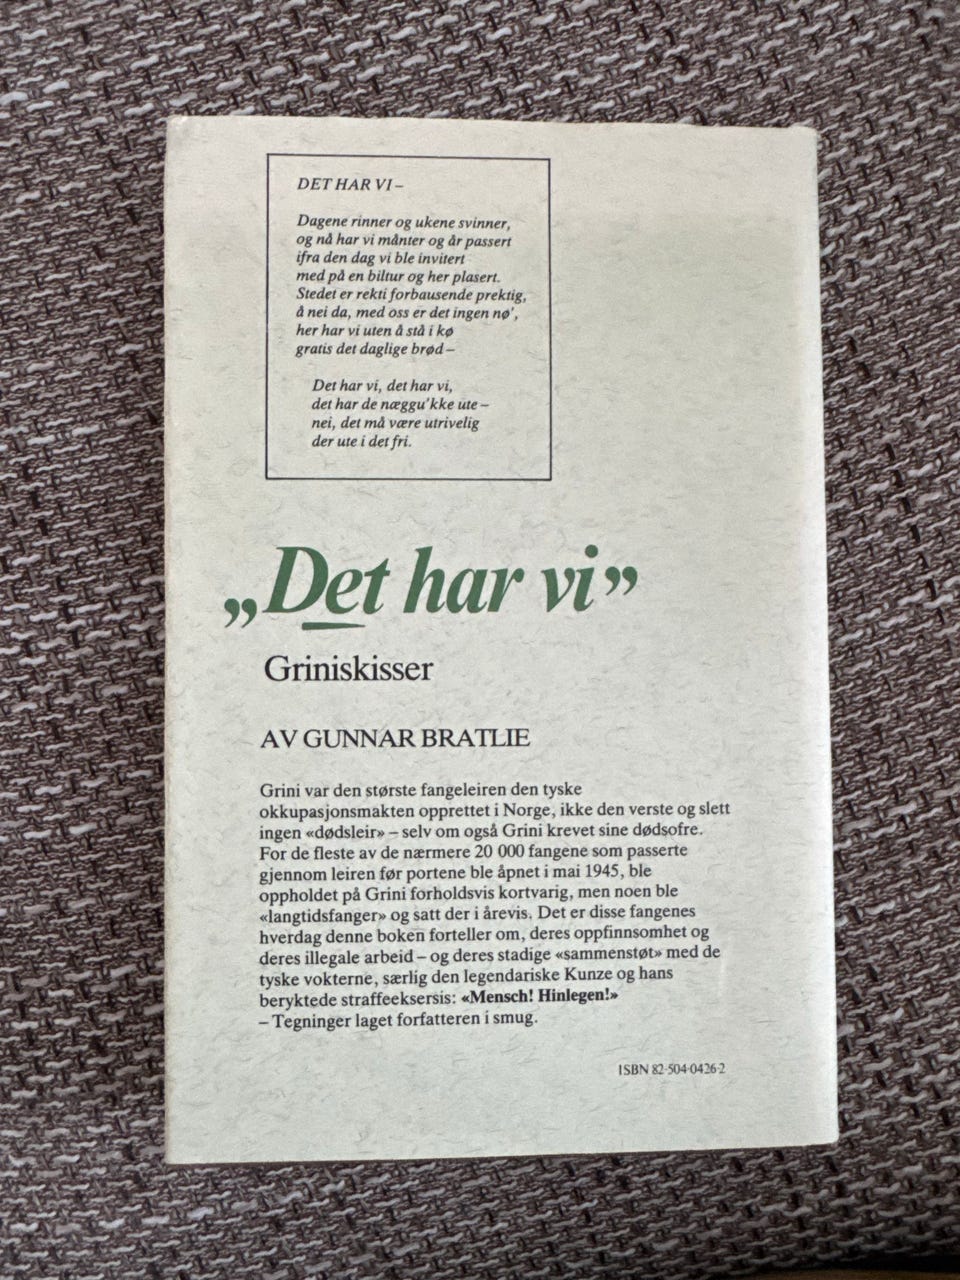 DET HAR VI –
Dagene rinner og ukene svinner,
og nå har vi månter og år passert
ifra den dag vi ble invitert
med på en biltur og her plasert.
Stedet er rekti forbausende prektig,
å nei da, med oss er det ingen nø',
her har vi uten å stå i kø
gratis det daglige brød –
Det har vi, det har vi,
det har de næggu'kke ute –
nei, det må være utrivelig
der ute i det fri.
„Det har vi”
Griniskisser
AV GUNNAR BRATLIE
Grini var den største fangeleiren den tyske
okkupasjonsmakten opprettet i Norge, ikke den verste og slett
ingen «dødsleir» – selv om også Grini krevet sine dødsofre.
For de fleste av de nærmere 20 000 fangene som passerte
gjennom leiren før portene ble åpnet i mai 1945, ble
oppholdet på Grini forholdsvis kortvarig, men noen ble
«langtidsfanger» og satt der i årevis. Det er disse fangenes
hverdag denne boken forteller om, deres oppfinnsomhet og
deres illegale arbeid – og deres stadige «sammenstøt» med de
tyske vokterne, særlig den legendariske Kunze og hans
beryktede straffeeksersis: «Mensch! Hinlegen!»
– Tegninger laget forfatteren i smug.
ISBN 82-504-0426-2